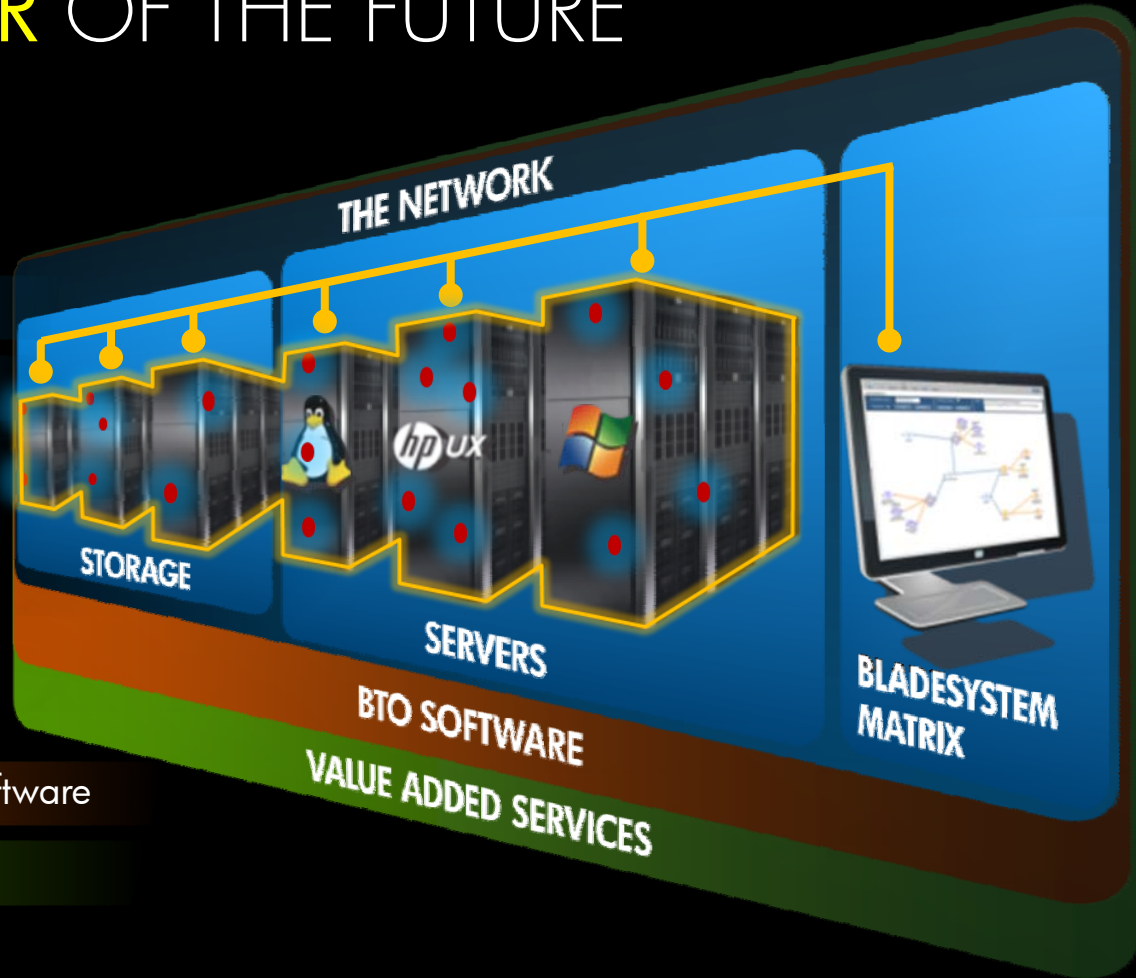 R OF THE FUTURE
THE NETWORK
hp UX
STORAGE
SERVERS
BLADESYSTEM
MATRIX
BTO SOFTWARE
VALUE ADDED SERVICES
ftware